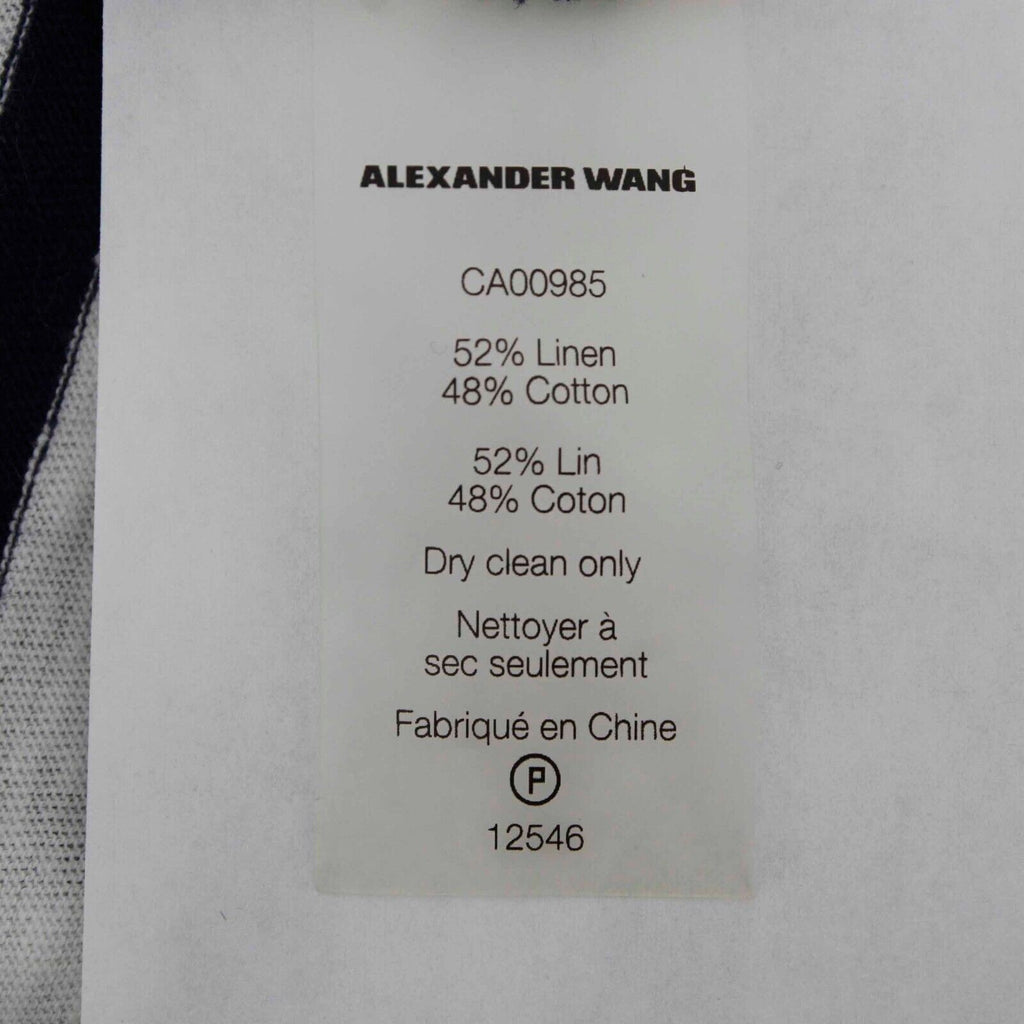 ALEXANDER WANG
CA00985
52% Linen
48% Cotton
52% Lin
48% Coton
Dry clean only
Nettoyer à
sec seulement
Fabriqué en Chine
P
12546